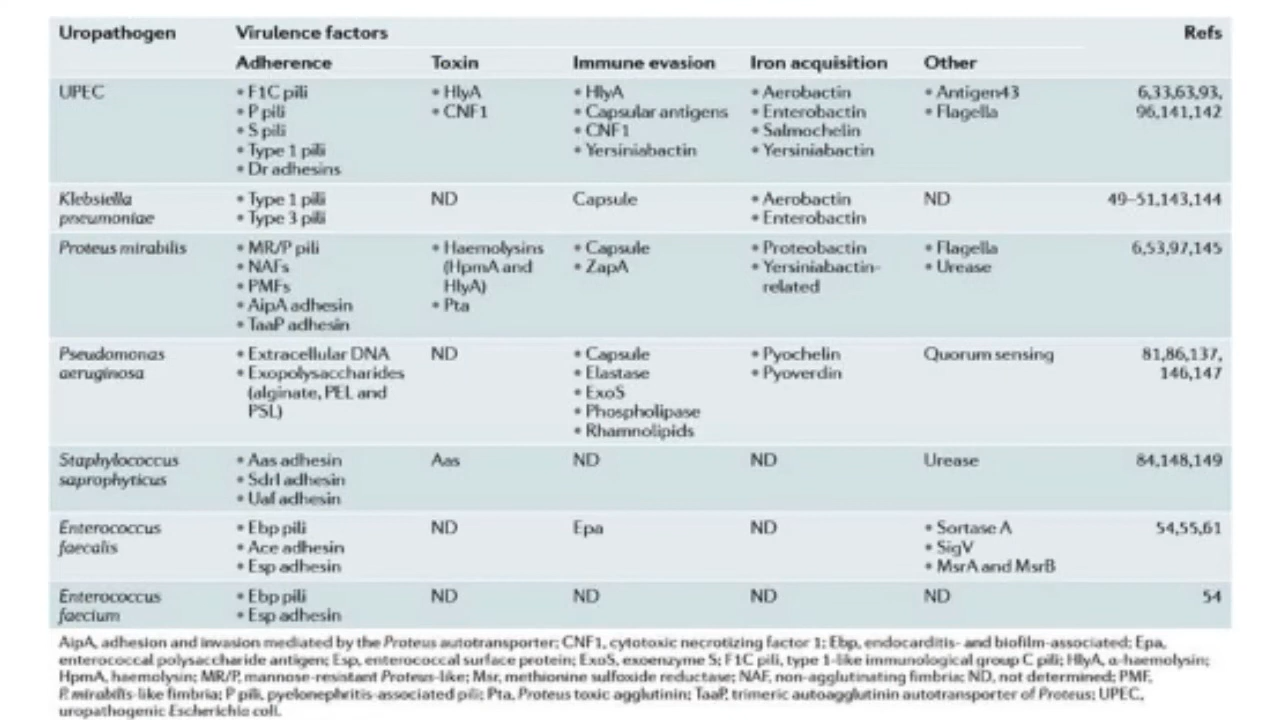 Uropathogen Virulence factors Refs
Adherence Toxin Immune evasion Iron acquisition Other
UPEC • F1C pili • HlyA • HlyA • Aerobactin • Antigen43 6,33,63,93,
• P pili • CNF1 • Capsular antigens • Enterobactin • Flagella 96,141,142
• S pili • CNF1 • Salmochelin
• Type 1 pili • Yersiniabactin • Yersiniabactin
• Dr adhesins
Klebsiella • Type 1 pili ND Capsule • Aerobactin ND 49–51,143,144
pneumoniae • Type 3 pili • Enterobactin
Proteus mirabilis • MR/P pili • Haemolysins • Capsule • Proteobactin • Flagella 6,53,97,145
• NAFs (HpmA and • ZapA • Yersiniabactin- • Urease
• PMFs HlyA) related
• AipA adhesin • Pta
• TaaP adhesin
Pseudomonas • Extracellular DNA ND • Capsule • Pyochelin Quorum sensing 81,86,137,
aeruginosa • Exopolysaccharides • Elastase • Pyoverdin 146,147
(alginate, PEL and • ExoS
PSL) • Phospholipase
• Rhamnolipids
Staphylococcus • Aas adhesin Aas ND ND Urease 84,148,149
saprophyticus • SdrI adhesin
• Uaf adhesin
Enterococcus • Ebp pili ND Epa ND • Sortase A 54,55,61
faecalis • Ace adhesin • SigV
• Esp adhesin • MsrA and MsrB
Enterococcus • Ebp pili ND ND ND ND 54
faecium • Esp adhesin
AipA, adhesion and invasion mediated by the Proteus autotransporter; CNF1, cytotoxic necrotizing factor 1; Ebp, endocarditis- and biofilm-associated; Epa,
enterococcal polysaccharide antigen; Esp, enterococcal surface protein; ExoS, exoenzyme S; F1C pili, type 1-like immunological group C pili; HlyA, α-haemolysin;
HpmA, haemolysin; MR/P, mannose-resistant Proteus-like; Msr, methionine sulfoxide reductase; NAF, non-agglutinating fimbria; ND, not determined; PMF,
P. mirabilis-like fimbria; P pili, pyelonephritis-associated pili; Pta, Proteus toxic agglutinin; TaaP, trimeric autoagglutinin autotransporter of Proteus; UPEC,
uropathogenic Escherichia coli.